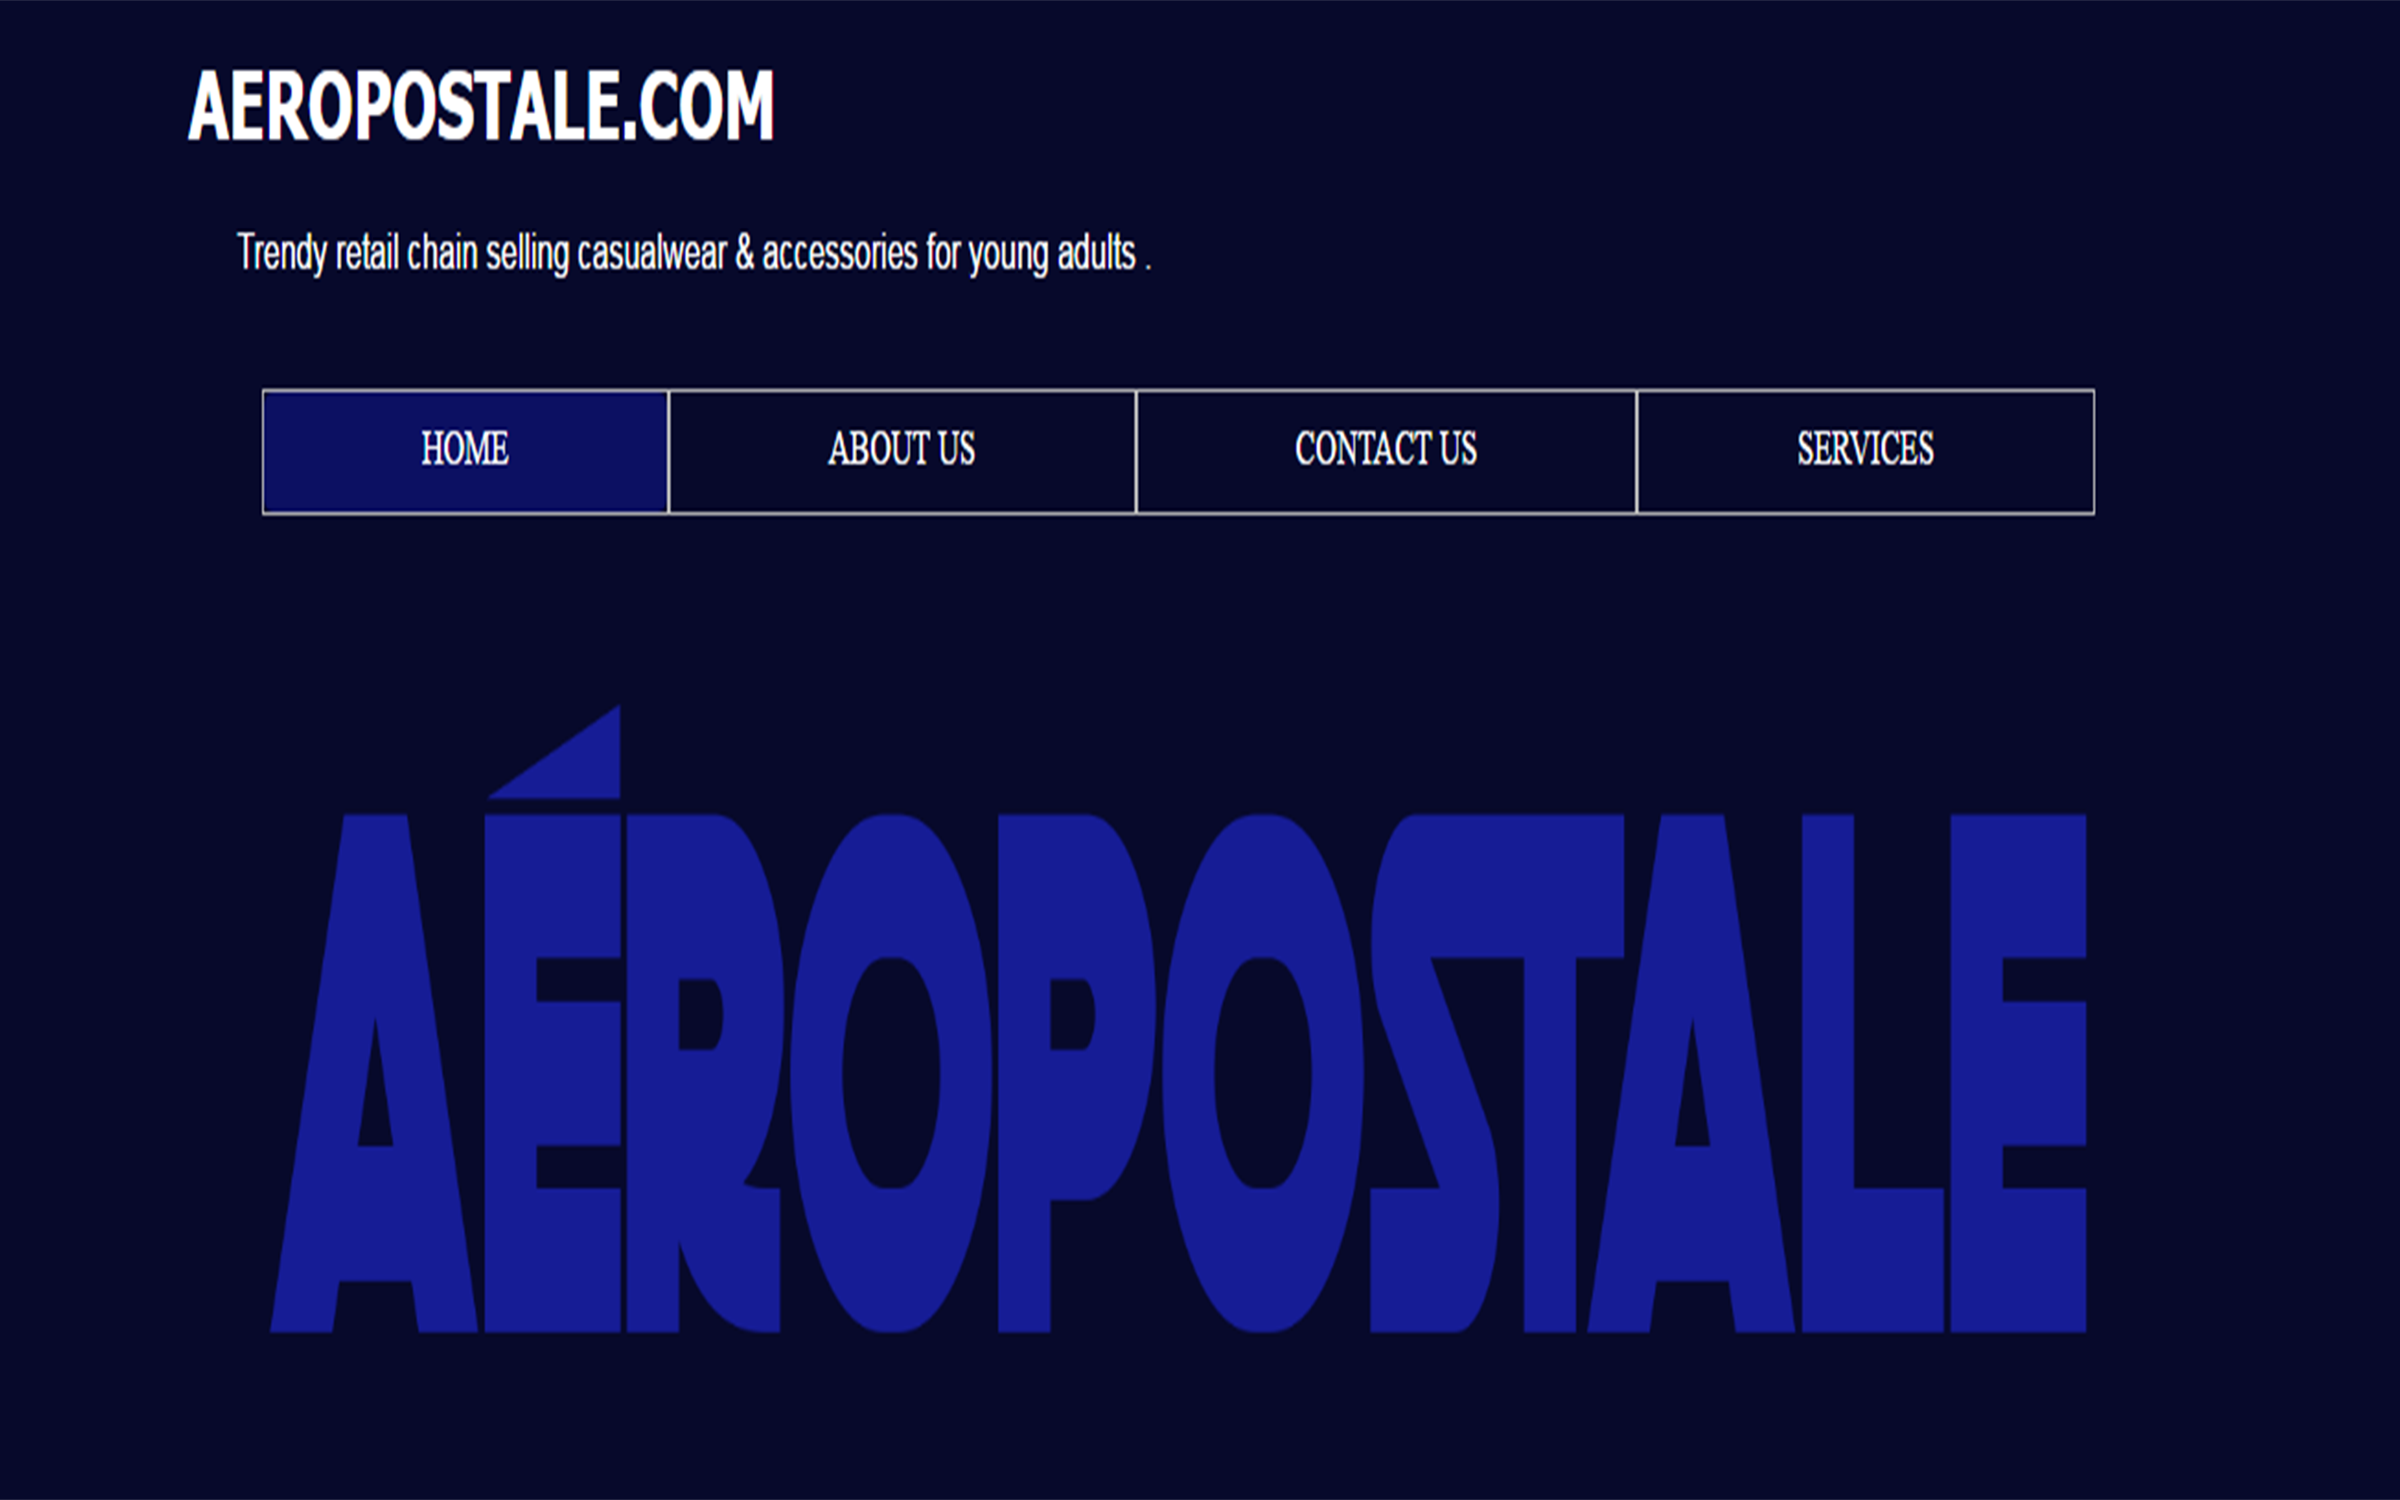 AEROPOSTALE.COM
Trendy retail chain selling casualwear & accessories for young adults .
HOME ABOUT US CONTACT US SERVICES
AÉROPOSTALE